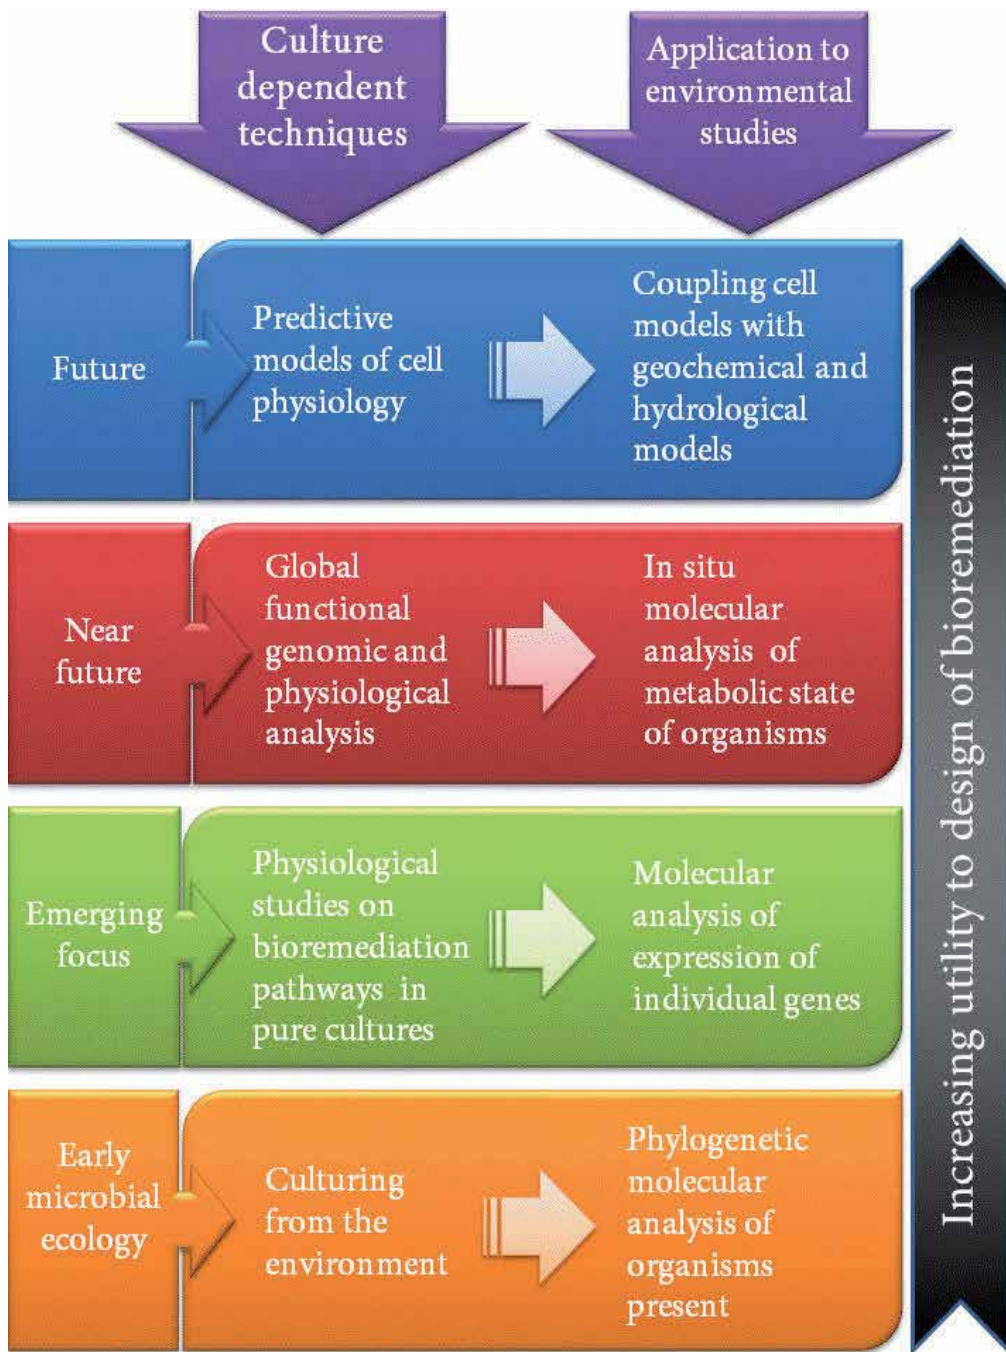 Culture
dependent
techniques
Application to
environmental
studies
Future
Predictive
models of cell
physiology
Coupling cell
models with
geochemical and
hydrological
models
Near
future
Global
functional
genomic and
physiological
analysis
In situ
molecular
analysis of
metabolic state
of organisms
Emerging
focus
Physiological
studies on
bioremediation
pathways in
pure cultures
Molecular
analysis of
expression of
individual genes
Early
microbial
ecology
Culturing
from the
environment
Phylogenetic
molecular
analysis of
organisms
present
Increasing utility to design of bioremediation